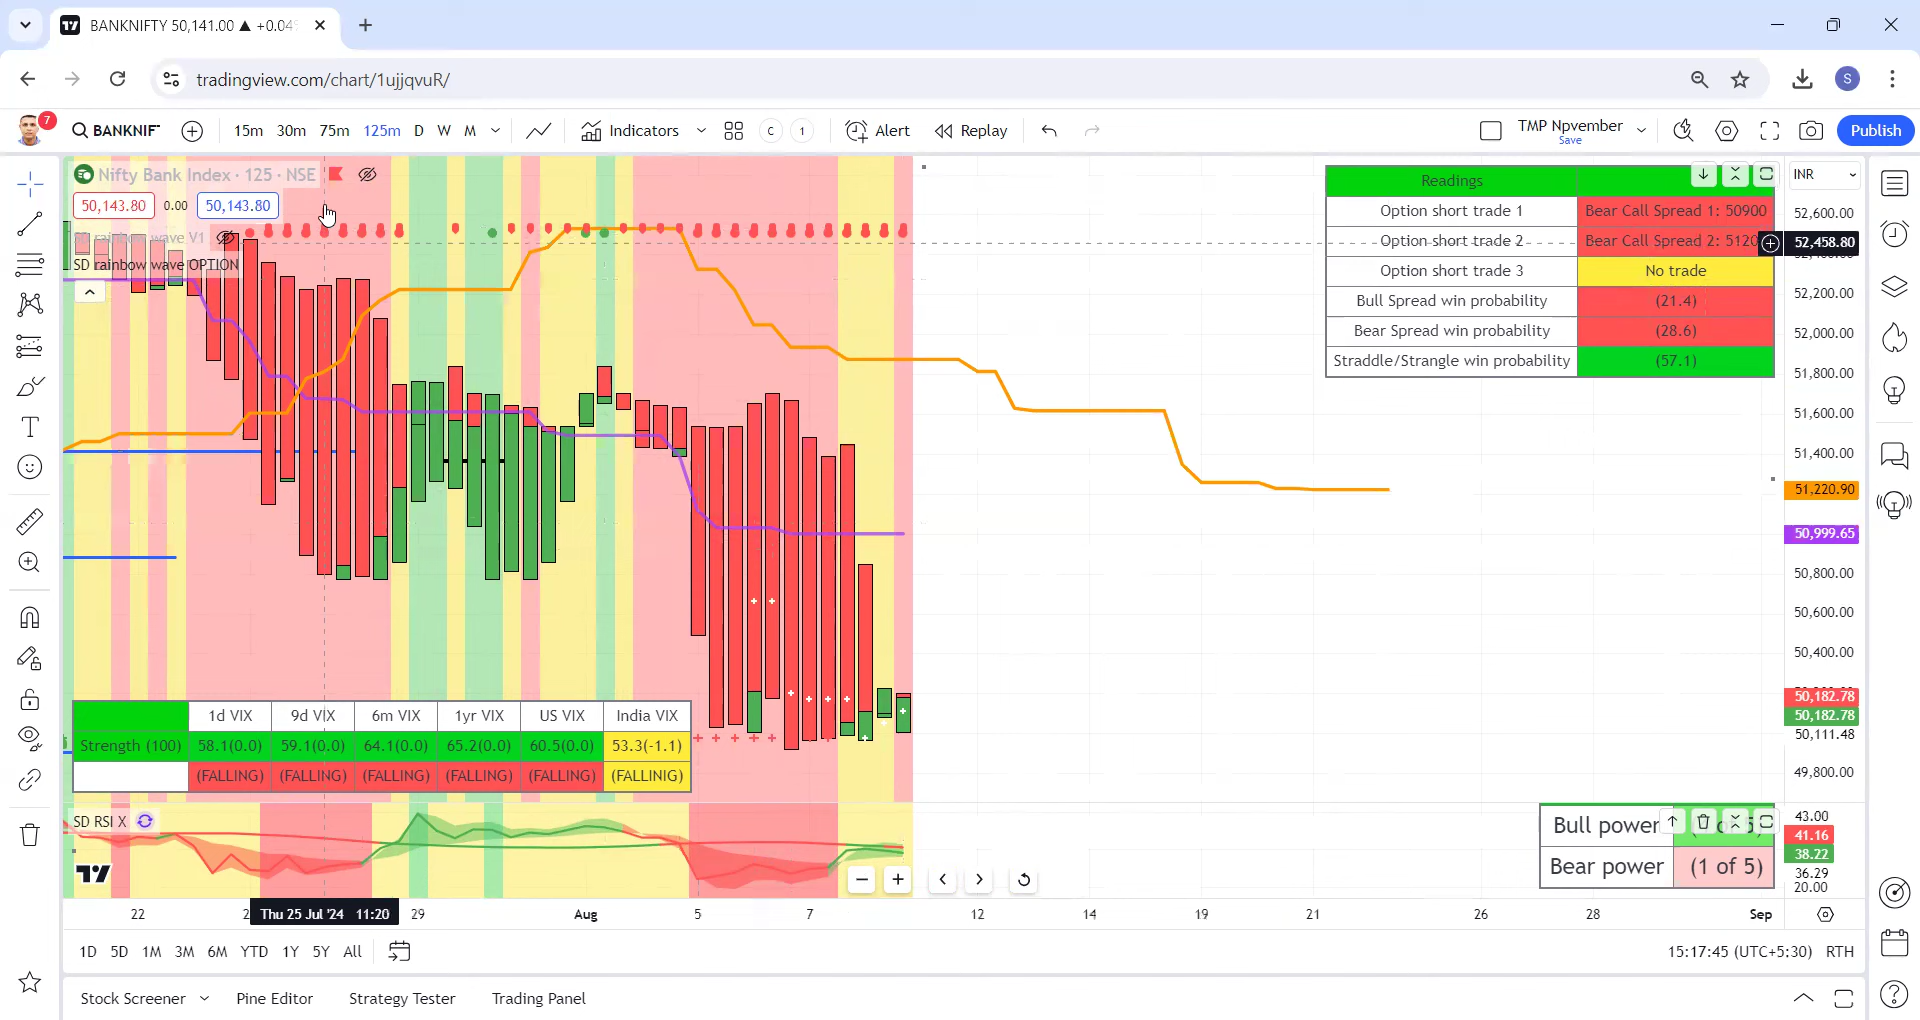 BANKNIFTY 50,141.00 ▲ +0.04
tradingview.com/chart/1ujjqvuR/
S
7
BANKNIF
15m 30m 75m 125m D W M
Indicators
C 1
Alert
Replay
TMP Npvember
Save
Publish
Nifty Bank Index · 125 · NSE
50,143.80 0.00 50,143.80
SD rainbow wave V1
SD rainbow wave OPTION
Readings
Option short trade 1 Bear Call Spread 1: 50900
Option short trade 2 Bear Call Spread 2: 5120
Option short trade 3 No trade
Bull Spread win probability (21.4)
Bear Spread win probability (28.6)
Straddle/Strangle win probability (57.1)
INR
52,600.00
52,458.80
52,200.00
52,000.00
51,800.00
51,600.00
51,400.00
51,220.90
50,999.65
50,800.00
50,600.00
50,400.00
50,182.78
50,182.78
50,111.48
49,800.00
1d VIX 9d VIX 6m VIX 1yr VIX US VIX India VIX
Strength (100) 58.1(0.0) 59.1(0.0) 64.1(0.0) 65.2(0.0) 60.5(0.0) 53.3(-1.1)
(FALLING) (FALLING) (FALLING) (FALLING) (FALLING) (FALLINIG)
SD RSI X
Bull power
Bear power (1 of 5)
43.00
41.16
38.22
36.29
20.00
22 Thu 25 Jul '24 11:20 29 Aug 5 7 12 14 19 21 26 28 Sep
1D 5D 1M 3M 6M YTD 1Y 5Y All
15:17:45 (UTC+5:30) RTH
Stock Screener Pine Editor Strategy Tester Trading Panel